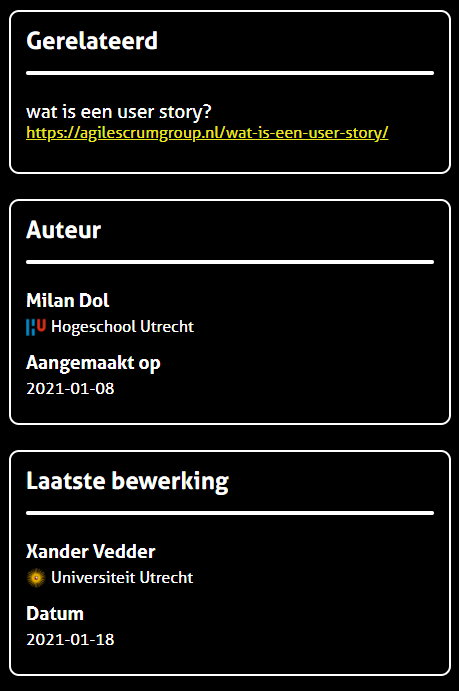 Gerelateerd
wat is een user story?
https://agilescrumgroup.nl/wat-is-een-user-story/
Auteur
Milan Dol
Hogeschool Utrecht
Aangemaakt op
2021-01-08
Laatste bewerking
Xander Vedder
Universiteit Utrecht
Datum
2021-01-18